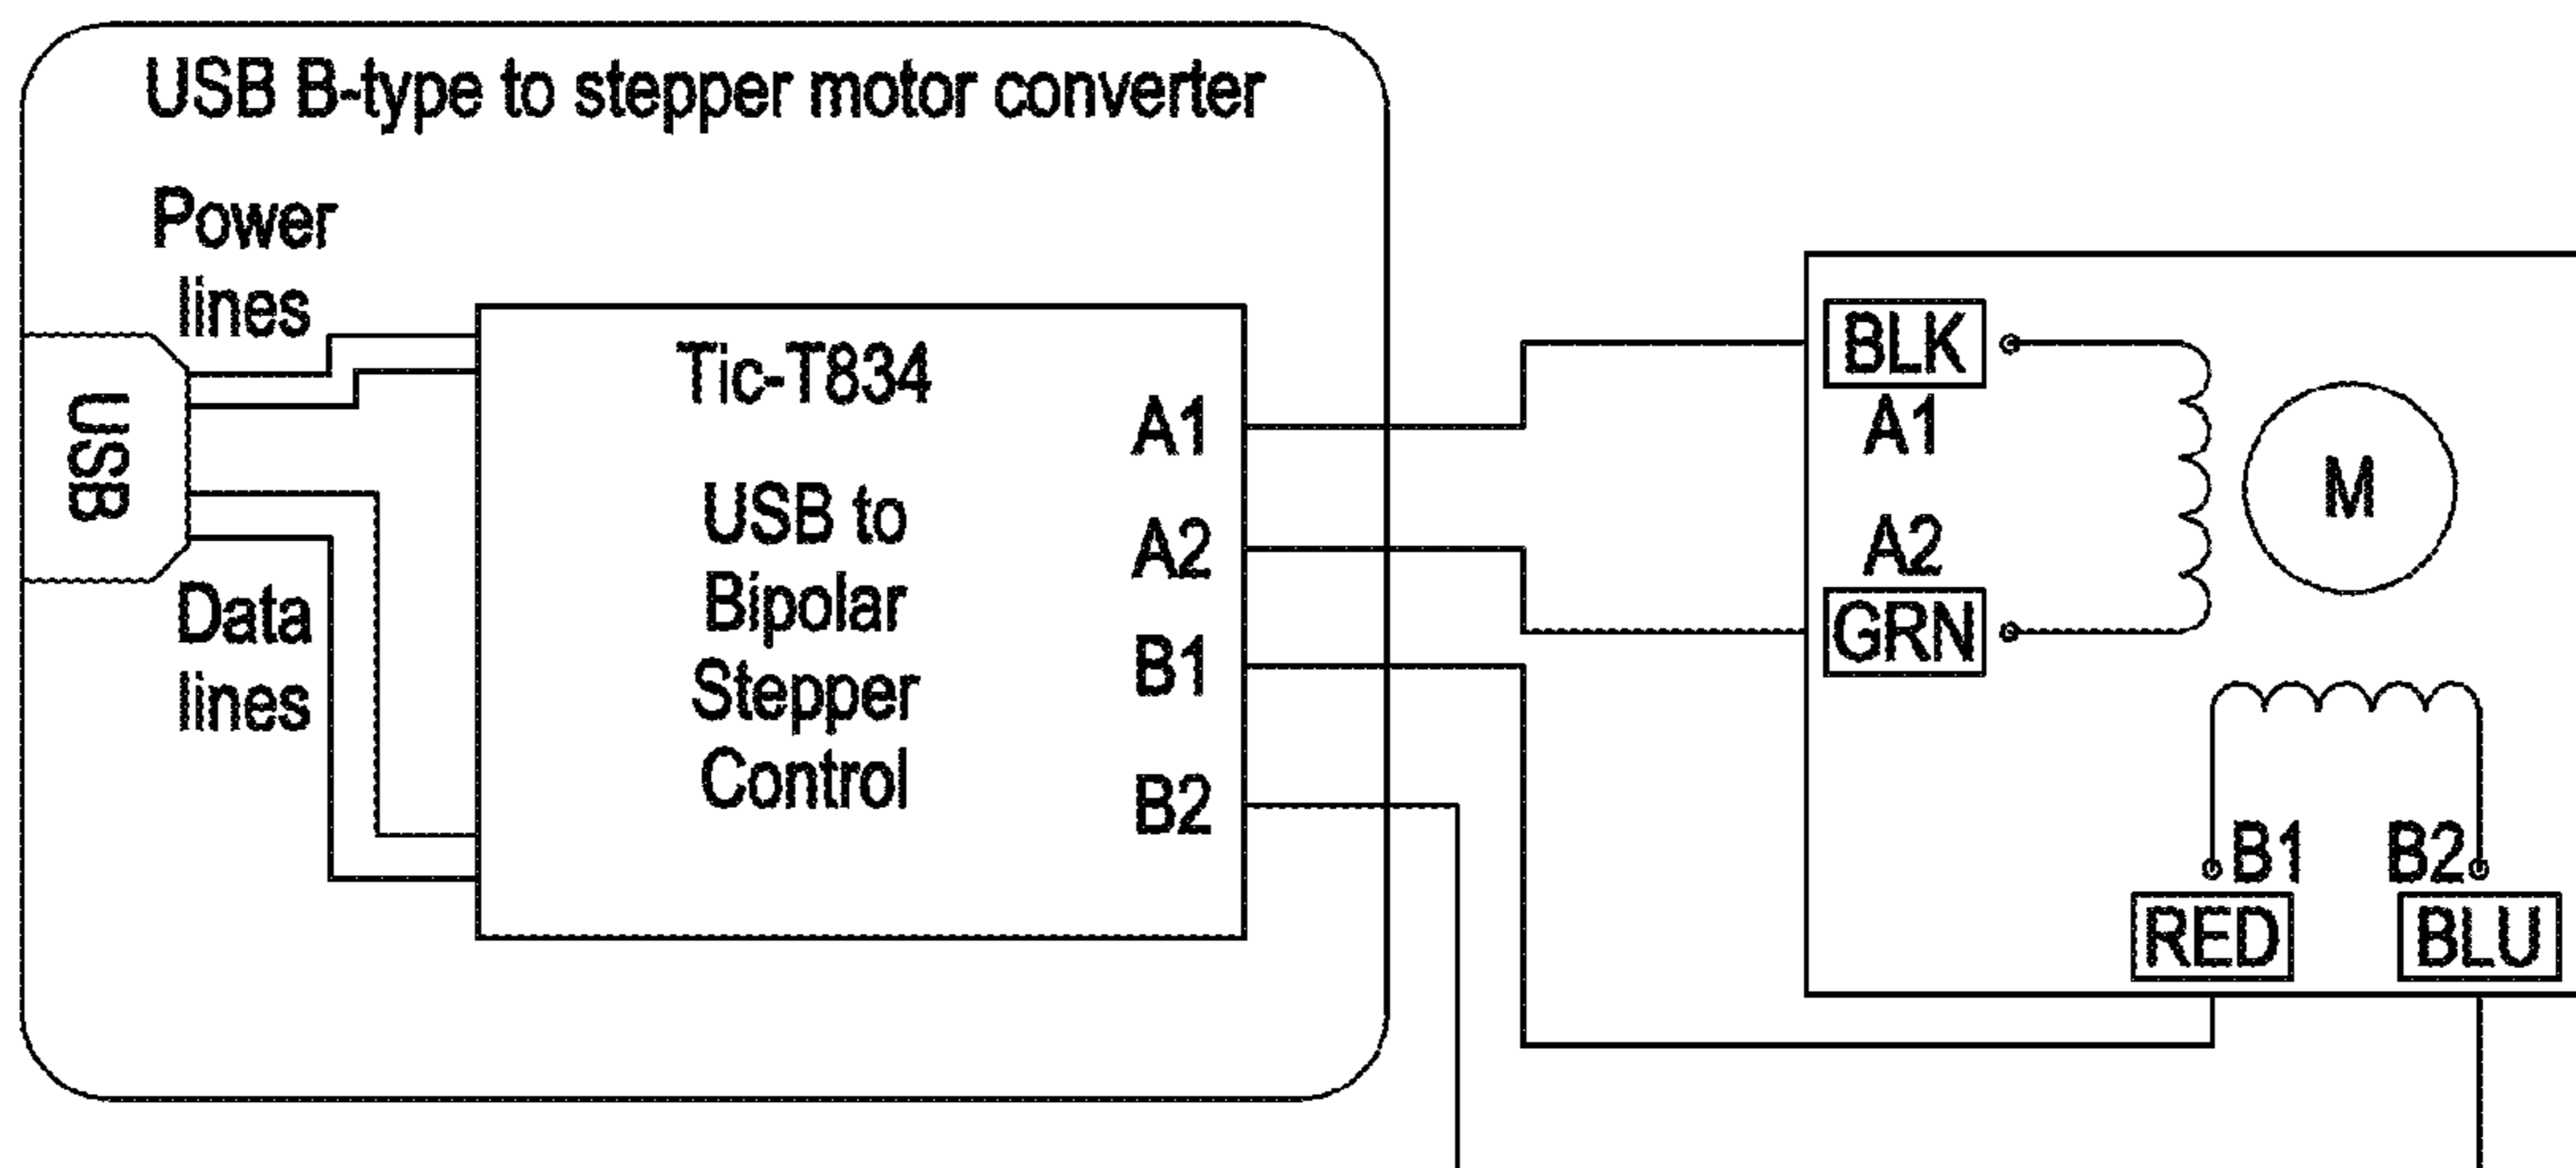 USB B-type to stepper motor converter
Power
lines
USB
Data
lines
Tic-T834
USB to
Bipolar
Stepper
Control
A1
A2
B1
B2
BLK
A1
A2
GRN
M
B1 B2
RED BLU